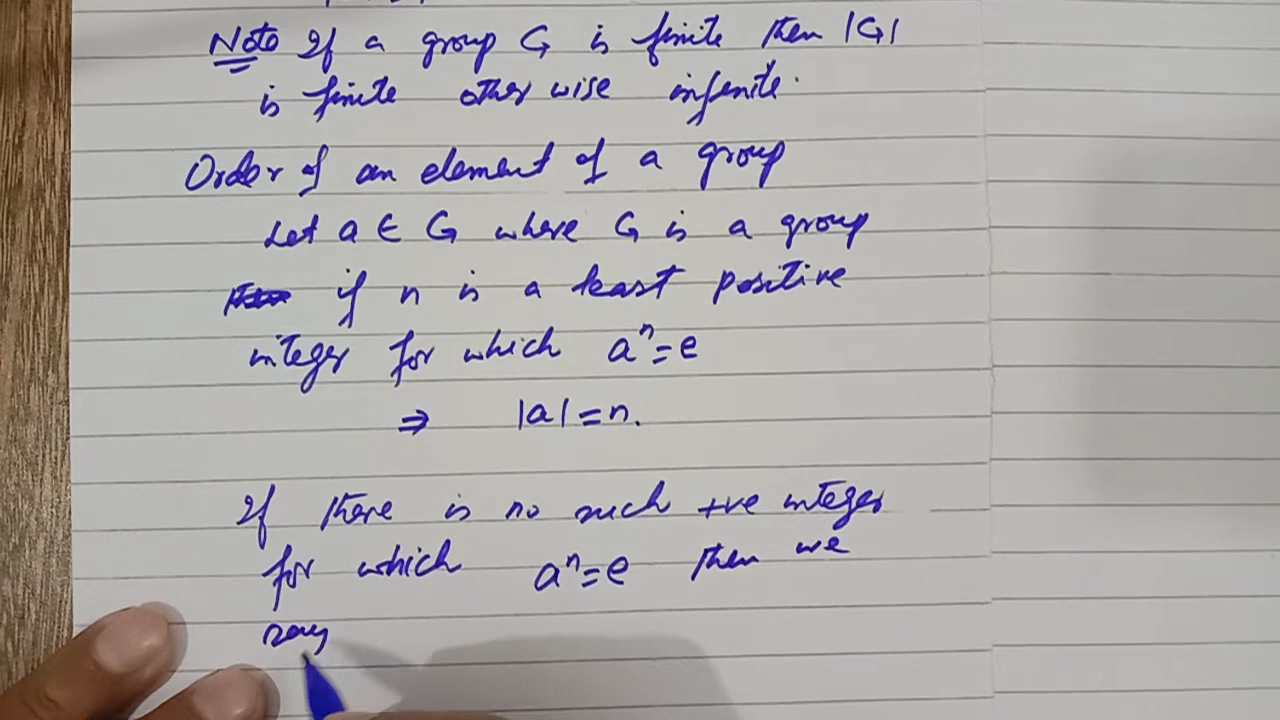 Note If a group G is finite then |G|
is finite other wise infinite.
Order of an element of a group
Let a ∈ G where G is a group
if n is a least positive
integer for which aⁿ=e
⇒ |a|=n.
If there is no such +ve integer
for which aⁿ=e then we
say